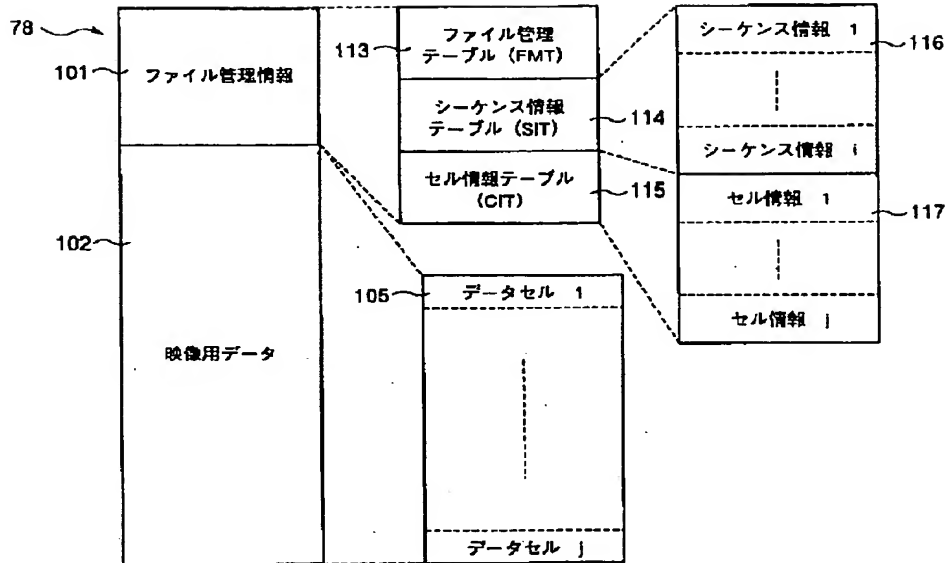 78
101
ファイル管理情報
102
映像用データ
113
ファイル管理
テーブル (FMT)
シーケンス情報
テーブル (SIT)
114
セル情報テーブル
(CIT)
115
シーケンス情報 1
116
シーケンス情報 i
セル情報 1
117
セル情報 j
105
データセル 1
データセル j